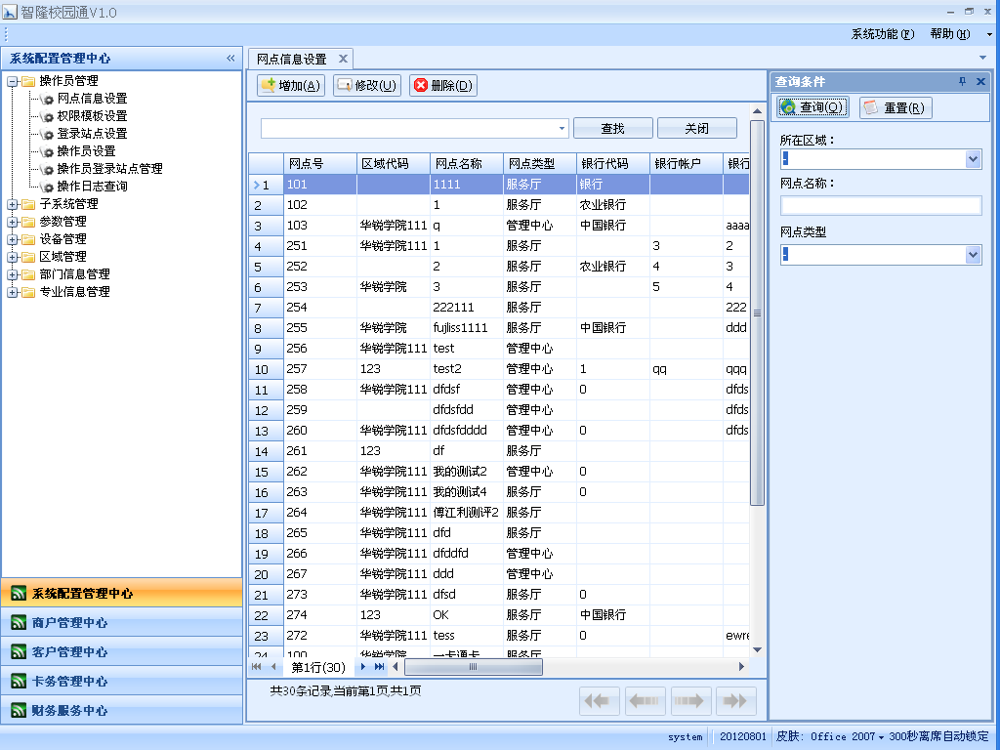 智隆校园通V1.0
系统功能(F) 帮助(H)
系统配置管理中心
操作员管理
网点信息设置
权限模板设置
登录站点设置
操作员设置
操作员登录站点管理
操作日志查询
子系统管理
参数管理
设备管理
区域管理
部门信息管理
专业信息管理
系统配置管理中心
商户管理中心
客户管理中心
卡务管理中心
财务服务中心
网点信息设置
增加(A) 修改(U) 删除(D)
查找 关闭
网点号 区域代码 网点名称 网点类型 银行代码 银行帐户 银行
1 101 1111 服务厅 银行
2 102 1 服务厅 农业银行
3 103 华锐学院111 q 管理中心 中国银行 aaaa
4 251 华锐学院111 1 服务厅 3 2
5 252 2 服务厅 农业银行 4 3
6 253 华锐学院 3 服务厅 5 4
7 254 222111 服务厅 222
8 255 华锐学院 fujliss1111 服务厅 中国银行 ddd
9 256 华锐学院111 test 管理中心
10 257 123 test2 管理中心 1 qq qqq
11 258 华锐学院111 dfdsf 管理中心 0 dfds
12 259 dfdsfdd 管理中心 dfds
13 260 华锐学院111 dfdsfdddd 管理中心 0 dfds
14 261 123 df 服务厅
15 262 华锐学院111 我的测试2 管理中心 0
16 263 华锐学院111 我的测试4 服务厅 0
17 264 华锐学院111 傅江利测评2 服务厅
18 265 华锐学院111 dfd 服务厅
19 266 华锐学院111 dfddfd 管理中心
20 267 华锐学院111 ddd 管理中心
21 273 华锐学院111 dfsd 服务厅 0
22 274 123 OK 服务厅 中国银行
23 272 华锐学院111 tess 服务厅 0 ewre
24 100 华锐学院 一卡通卡 服务厅
第1行(30)
共30条记录,当前第1页,共1页
查询条件
查询(Q) 重置(R)
所在区域：
-
网点名称：
网点类型
-
system 20120801 皮肤: Office 2007 300秒离席自动锁定